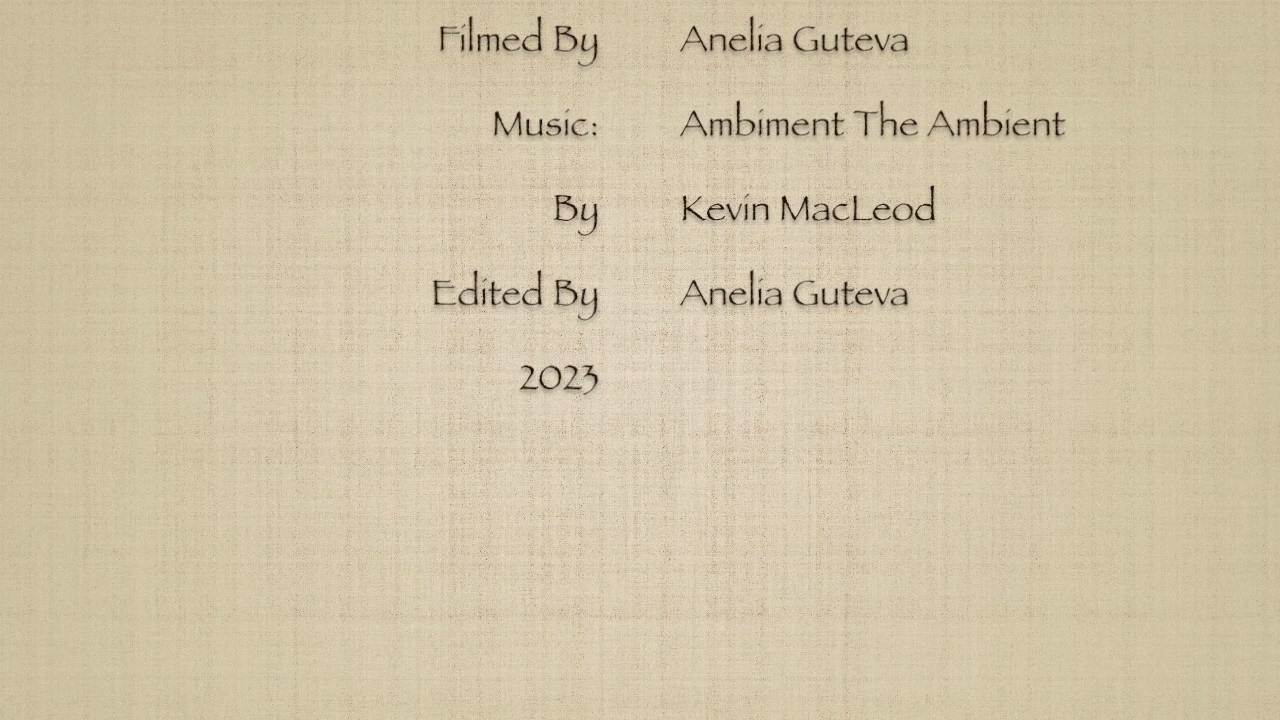 Filmed By Anelia Guteva
Music: Ambiment The Ambient
By Kevin MacLeod
Edited By Anelia Guteva
2023